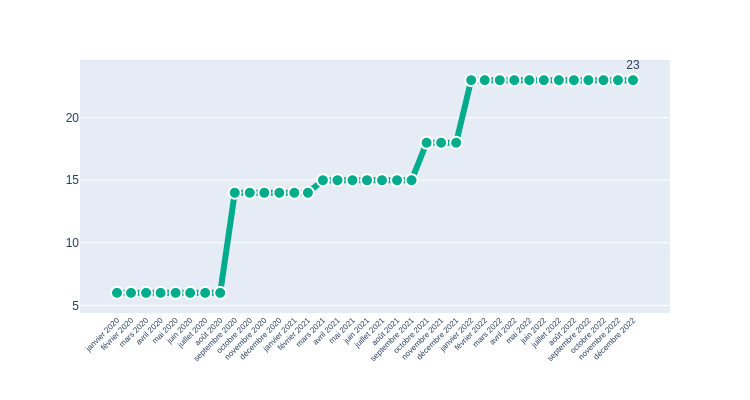 23
20
15
10
5
janvier 2020
février 2020
mars 2020
avril 2020
mai 2020
juin 2020
juillet 2020
août 2020
septembre 2020
octobre 2020
novembre 2020
décembre 2020
janvier 2021
février 2021
mars 2021
avril 2021
mai 2021
juin 2021
juillet 2021
août 2021
septembre 2021
octobre 2021
novembre 2021
décembre 2021
janvier 2022
février 2022
mars 2022
avril 2022
mai 2022
juin 2022
juillet 2022
août 2022
septembre 2022
octobre 2022
novembre 2022
décembre 2022